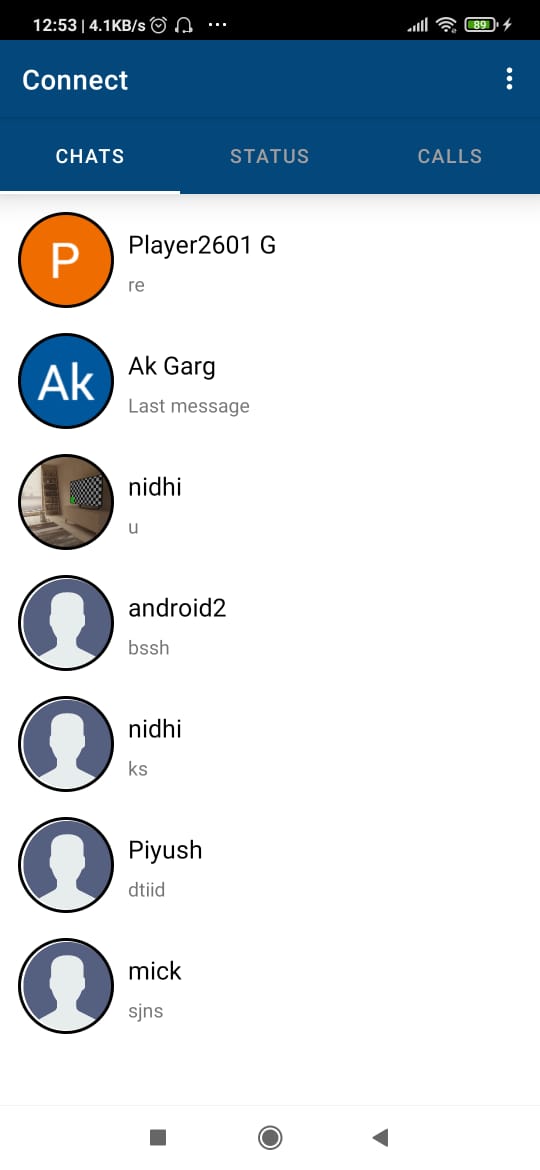 12:53 | 4.1KB/s ...
89
Connect
CHATS STATUS CALLS
P
Player2601 G
re
Ak
Ak Garg
Last message
nidhi
u
android2
bssh
nidhi
ks
Piyush
dtiid
mick
sjns